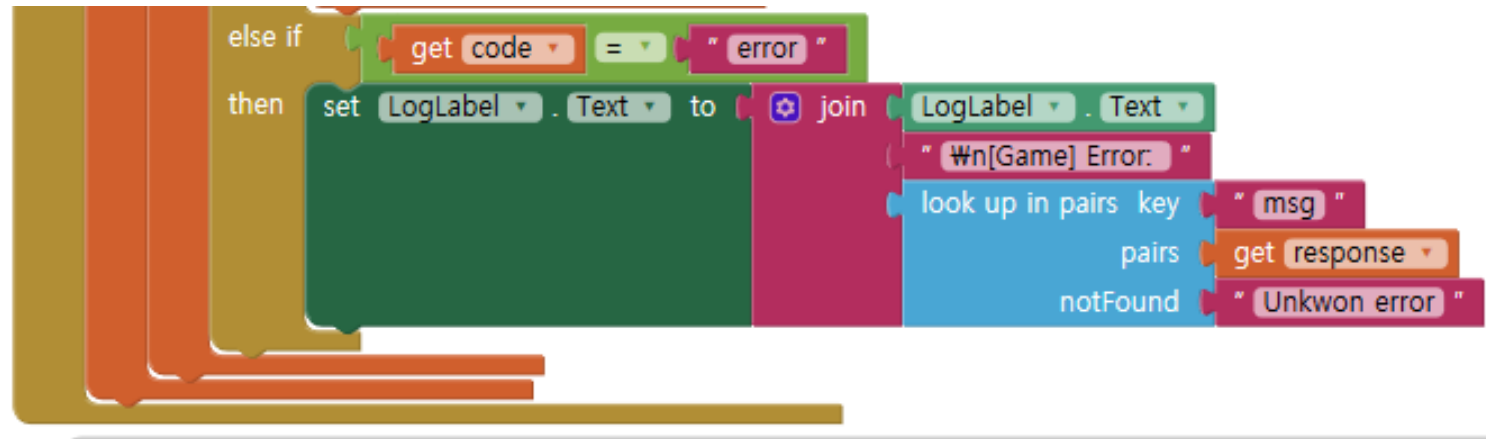 else if get code = " error "
then set LogLabel . Text to join LogLabel . Text
" ₩n[Game] Error: "
look up in pairs key " msg "
pairs get response
notFound " Unkwon error "